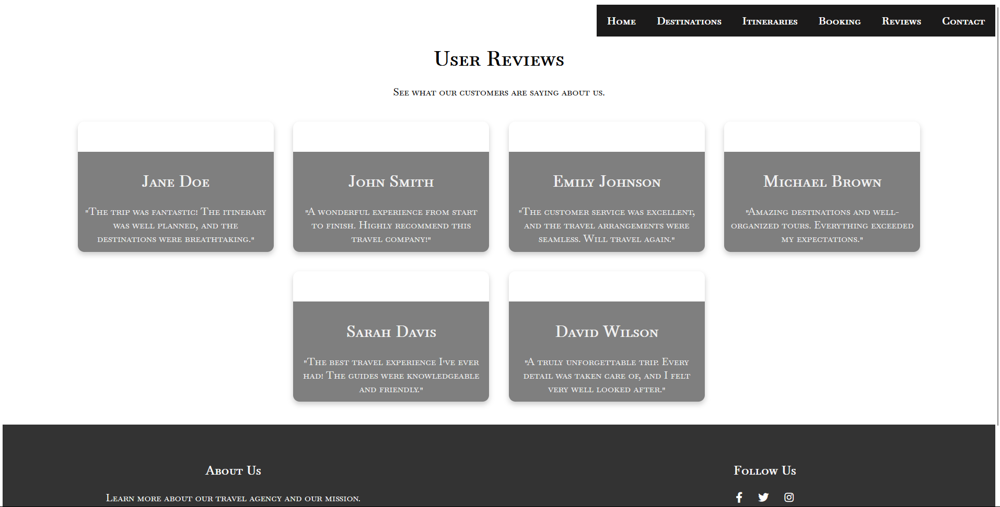 Home Destinations Itineraries Booking Reviews Contact
User Reviews
See what our customers are saying about us.
Jane Doe
"The trip was fantastic! The itinerary
was well planned, and the
destinations were breathtaking."
John Smith
"A wonderful experience from start
to finish. Highly recommend this
travel company!"
Emily Johnson
"The customer service was excellent,
and the travel arrangements were
seamless. Will travel again."
Michael Brown
"Amazing destinations and well-
organized tours. Everything exceeded
my expectations."
Sarah Davis
"The best travel experience I've ever
had! The guides were knowledgeable
and friendly."
David Wilson
"A truly unforgettable trip. Every
detail was taken care of, and I felt
very well looked after."
About Us
Learn more about our travel agency and our mission.
Follow Us